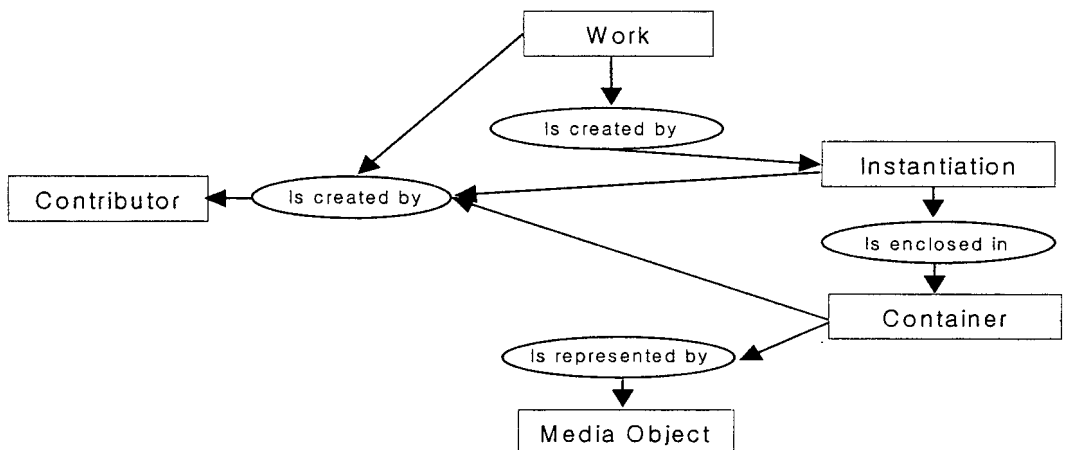 Work
Is created by
Instantiation
Contributor
Is created by
Is enclosed in
Container
Is represented by
Media Object